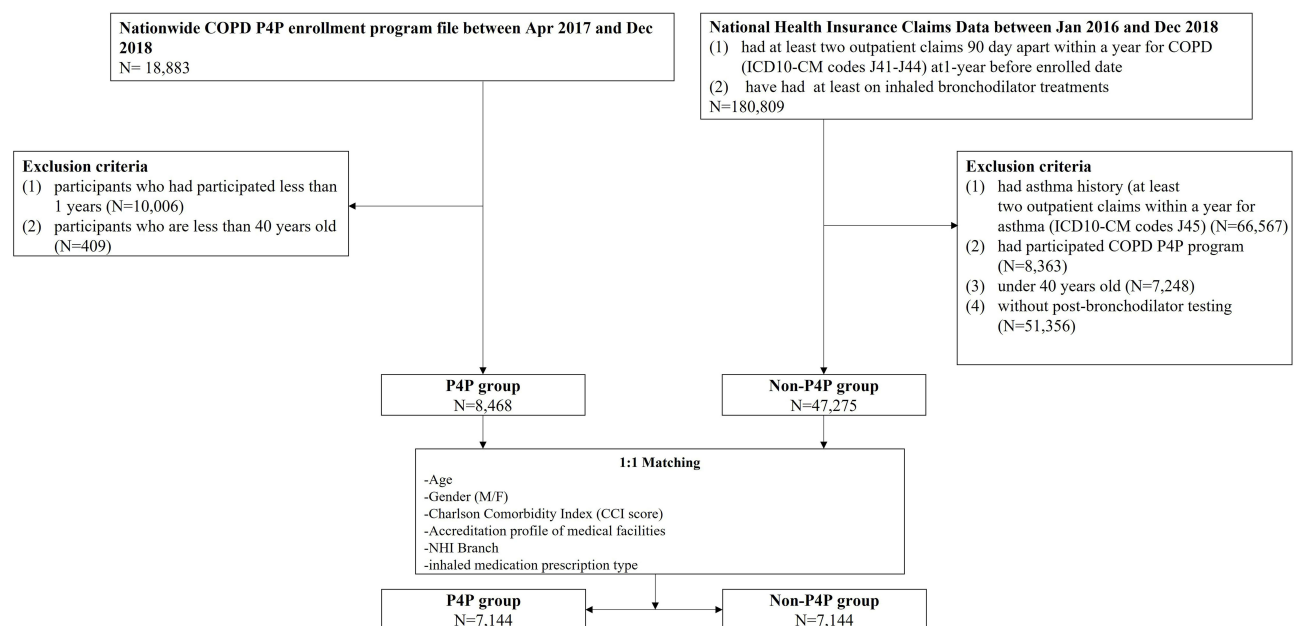 Nationwide COPD P4P enrollment program file between Apr 2017 and Dec
2018
N= 18,883
National Health Insurance Claims Data between Jan 2016 and Dec 2018
(1) had at least two outpatient claims 90 day apart within a year for COPD
(ICD10-CM codes J41-J44) at1-year before enrolled date
(2) have had at least on inhaled bronchodilator treatments
N=180,809
Exclusion criteria
(1) participants who had participated less than
1 years (N=10,006)
(2) participants who are less than 40 years old
(N=409)
Exclusion criteria
(1) had asthma history (at least
two outpatient claims within a year for
asthma (ICD10-CM codes J45) (N=66,567)
(2) had participated COPD P4P program
(N=8,363)
(3) under 40 years old (N=7,248)
(4) without post-bronchodilator testing
(N=51,356)
P4P group
N=8,468
Non-P4P group
N=47,275
1:1 Matching
-Age
-Gender (M/F)
-Charlson Comorbidity Index (CCI score)
-Accreditation profile of medical facilities
-NHI Branch
-inhaled medication prescription type
P4P group
N=7,144
Non-P4P group
N=7,144